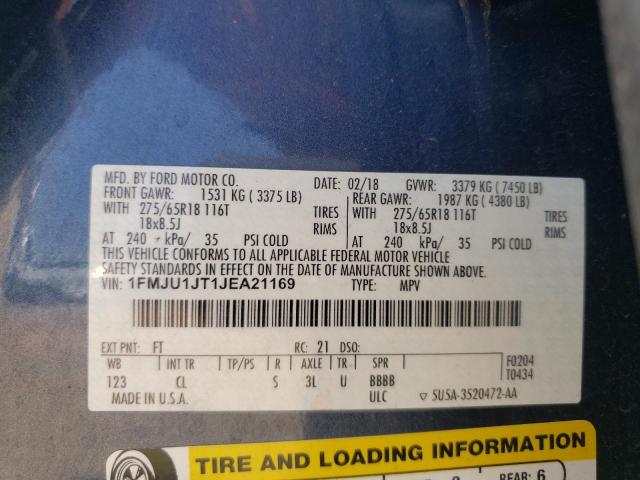 MFD. BY FORD MOTOR CO. DATE: 02/18 GVWR: 3379 KG ( 7450 LB)
FRONT GAWR: 1531 KG ( 3375 LB) REAR GAWR: 1987 KG ( 4380 LB)
WITH 275/65R18 116T TIRES WITH 275/65R18 116T TIRES
18x8.5J RIMS 18x8.5J RIMS
AT 240 kPa/ 35 PSI COLD AT 240 kPa/ 35 PSI COLD
THIS VEHICLE CONFORMS TO ALL APPLICABLE FEDERAL MOTOR VEHICLE
SAFETY STANDARDS IN EFFECT ON THE DATE OF MANUFACTURE SHOWN ABOVE.
VIN: 1FMJU1JT1JEA21169 TYPE: MPV
EXT PNT: FT RC: 21 DSO:
WB INT TR TP/PS R AXLE TR SPR F0204
123 CL S 3L U BBBB T0434
MADE IN U.S.A. ULC ▽ 5U5A-3520472-AA
TIRE AND LOADING INFORMATION
REAR: 6